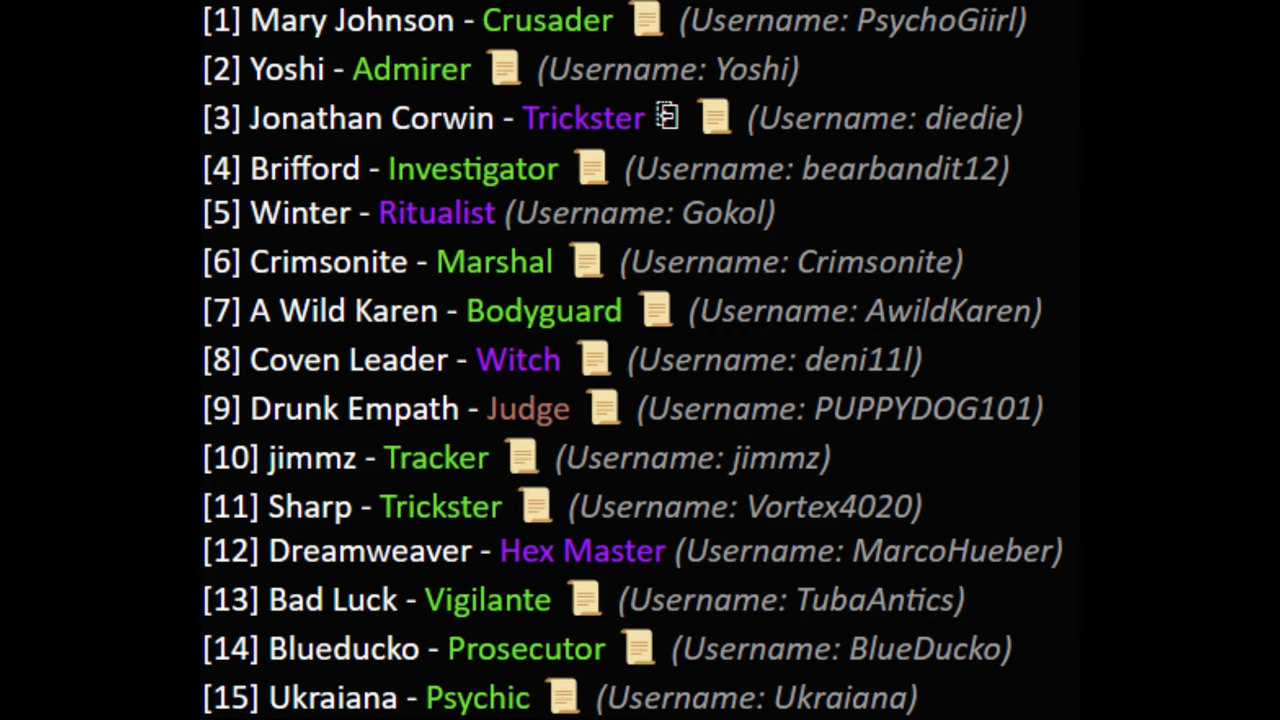 [1] Mary Johnson - Crusader 📜 (Username: PsychoGiirl)
[2] Yoshi - Admirer 📜 (Username: Yoshi)
[3] Jonathan Corwin - Trickster 📜 (Username: diedie)
[4] Brifford - Investigator 📜 (Username: bearbandit12)
[5] Winter - Ritualist (Username: Gokol)
[6] Crimsonite - Marshal 📜 (Username: Crimsonite)
[7] A Wild Karen - Bodyguard 📜 (Username: AwildKaren)
[8] Coven Leader - Witch 📜 (Username: deni11l)
[9] Drunk Empath - Judge 📜 (Username: PUPPYDOG101)
[10] jimmz - Tracker 📜 (Username: jimmz)
[11] Sharp - Trickster 📜 (Username: Vortex4020)
[12] Dreamweaver - Hex Master (Username: MarcoHueber)
[13] Bad Luck - Vigilante 📜 (Username: TubaAntics)
[14] Blueducko - Prosecutor 📜 (Username: BlueDucko)
[15] Ukraiana - Psychic 📜 (Username: Ukraiana)